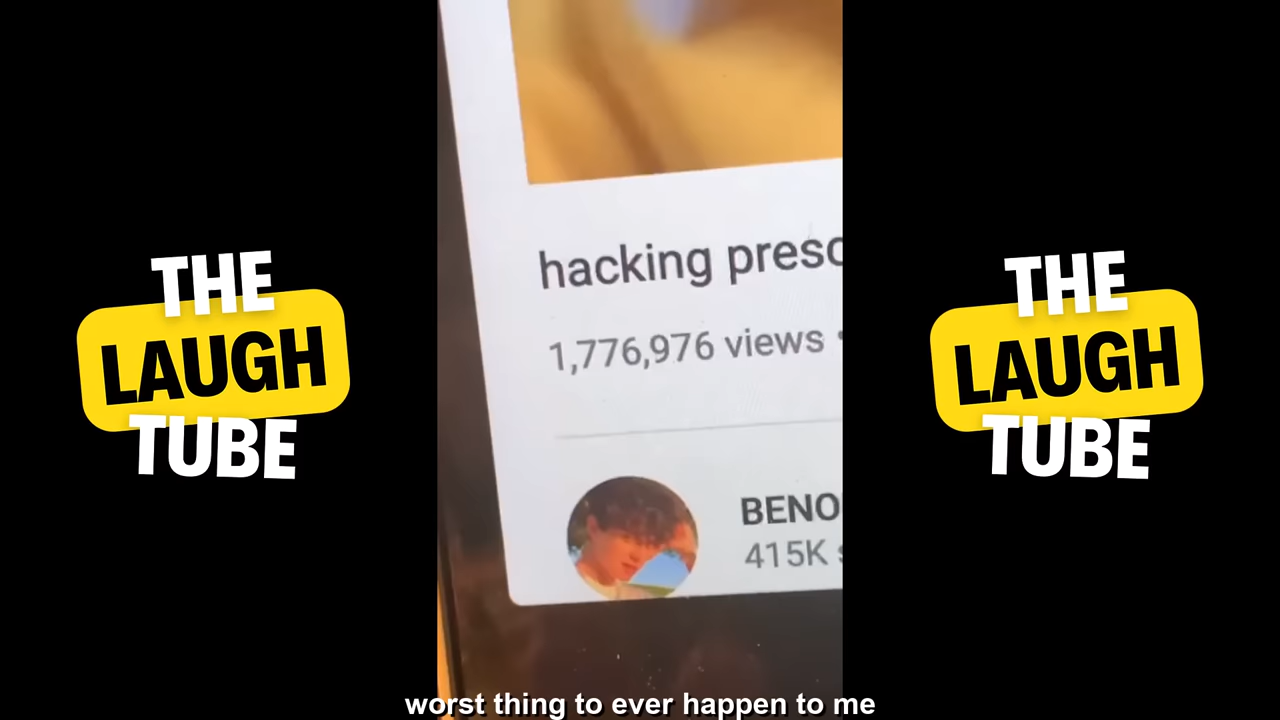 THE
LAUGH
TUBE
hacking presc
1,776,976 views •
BENO
415K s
THE
LAUGH
TUBE
worst thing to ever happen to me